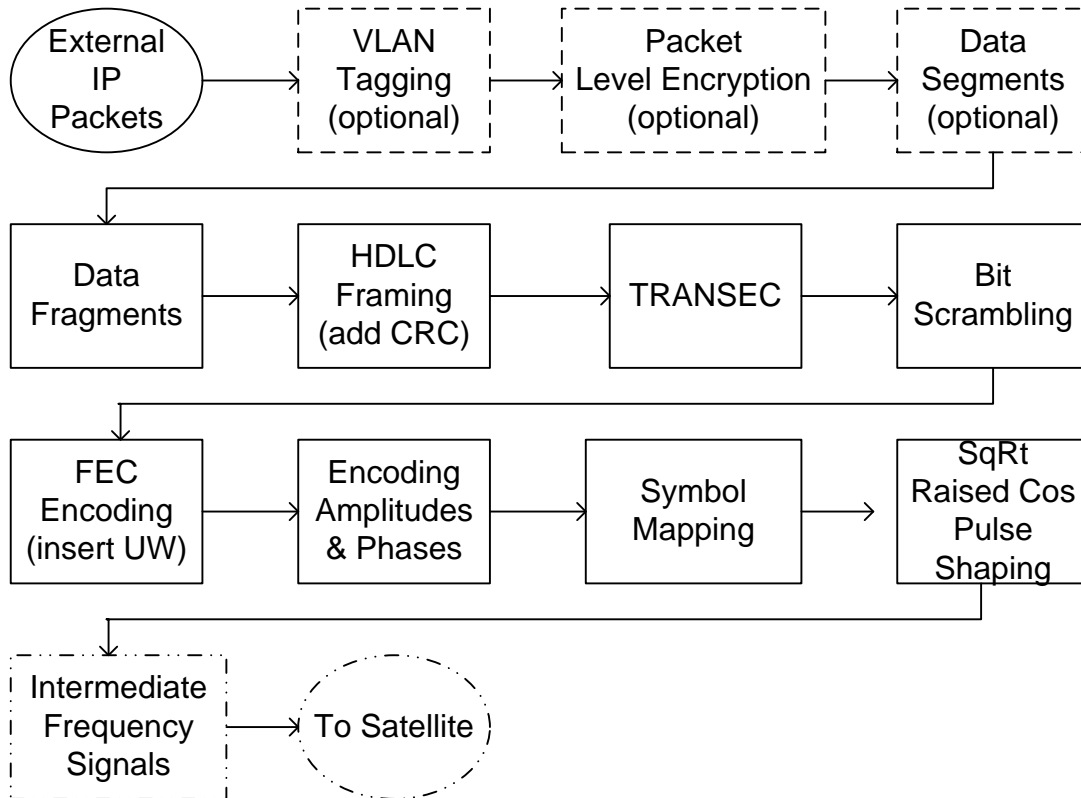 External
IP
Packets
VLAN
Tagging
(optional)
Packet
Level Encryption
(optional)
Data
Segments
(optional)
Data
Fragments
HDLC
Framing
(add CRC)
TRANSEC
Bit
Scrambling
FEC
Encoding
(insert UW)
Encoding
Amplitudes
& Phases
Symbol
Mapping
SqRt
Raised Cos
Pulse
Shaping
Intermediate
Frequency
Signals
To Satellite